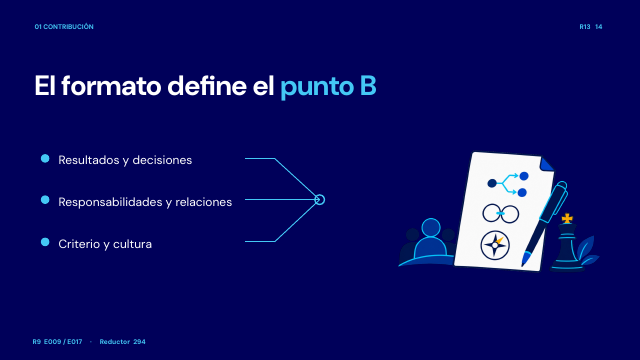 01 CONTRIBUCIÓN
R13 14
El formato define el punto B
Resultados y decisiones
Responsabilidades y relaciones
Criterio y cultura
R9 E009 / E017 · Reductor 294